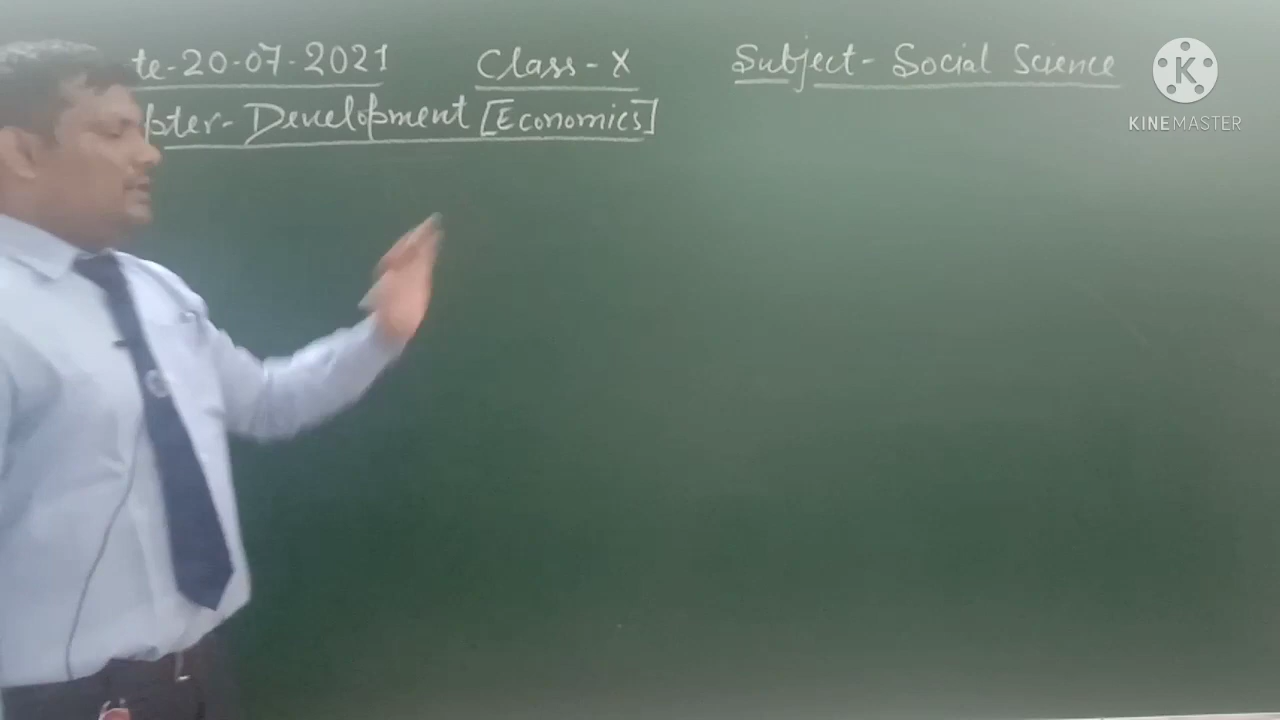 te-20-07-2021 Class-X Subject- Social Science
pter- Development [Economics]
KINEMASTER